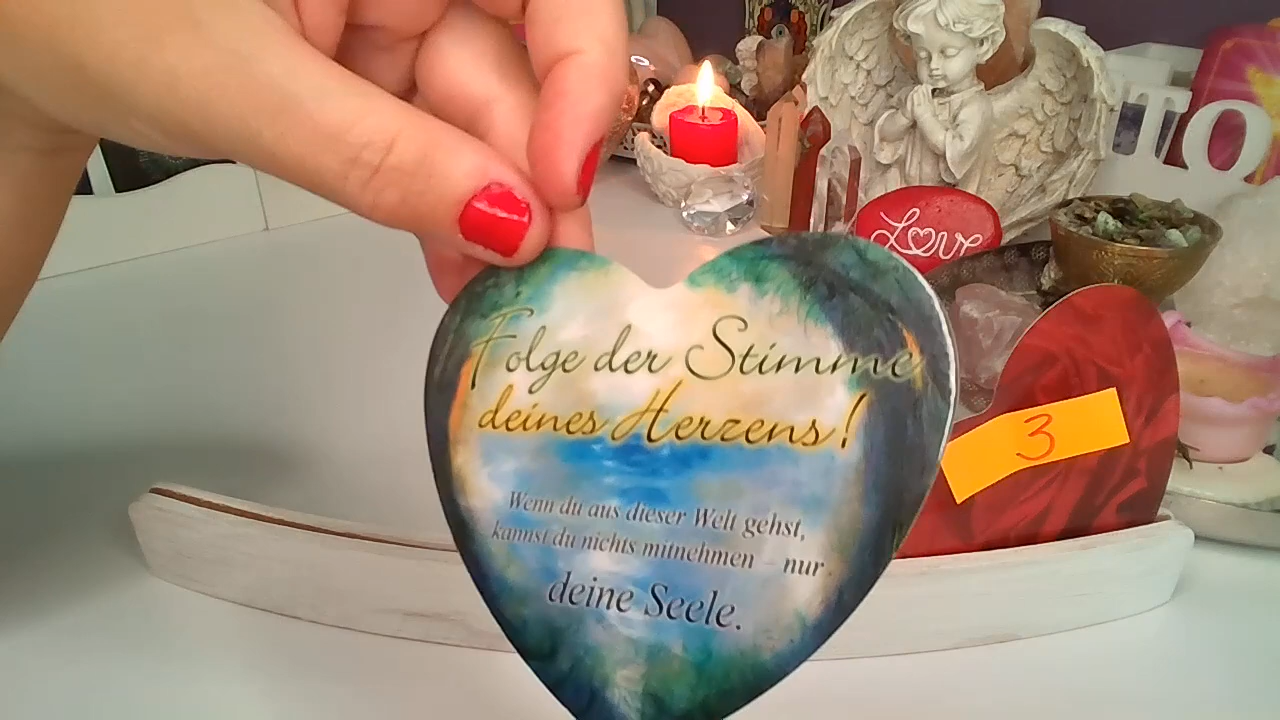 Folge der Stimme
deines Herzens!
Wenn du aus dieser Welt gehst,
kannst du nichts mitnehmen – nur
deine Seele.
Love
3
TO